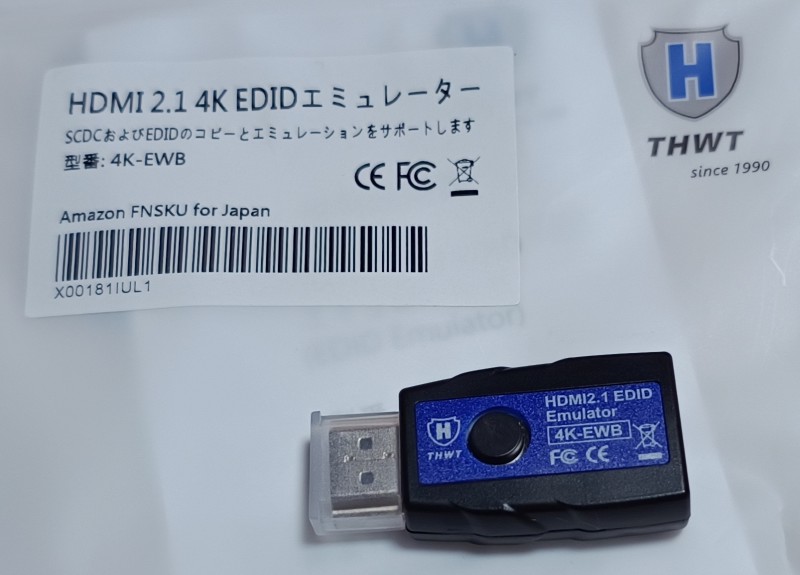 HDMI 2.1 4K EDIDエミュレーター
SCDCおよびEDIDのコピーとエミュレーションをサポートします
型番: 4K-EWB
CE FC
Amazon FNSKU for Japan
X00181IUL1
H
THWT
since 1990
EDID Emulator)
HDMI2.1 EDID
Emulator
4K-EWB
FC CE
H
THWT